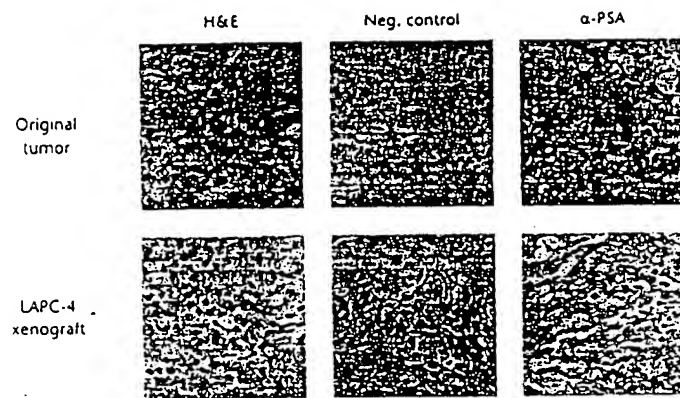 H&E Neg. control α-PSA
Original
tumor
LAPC-4
xenograft